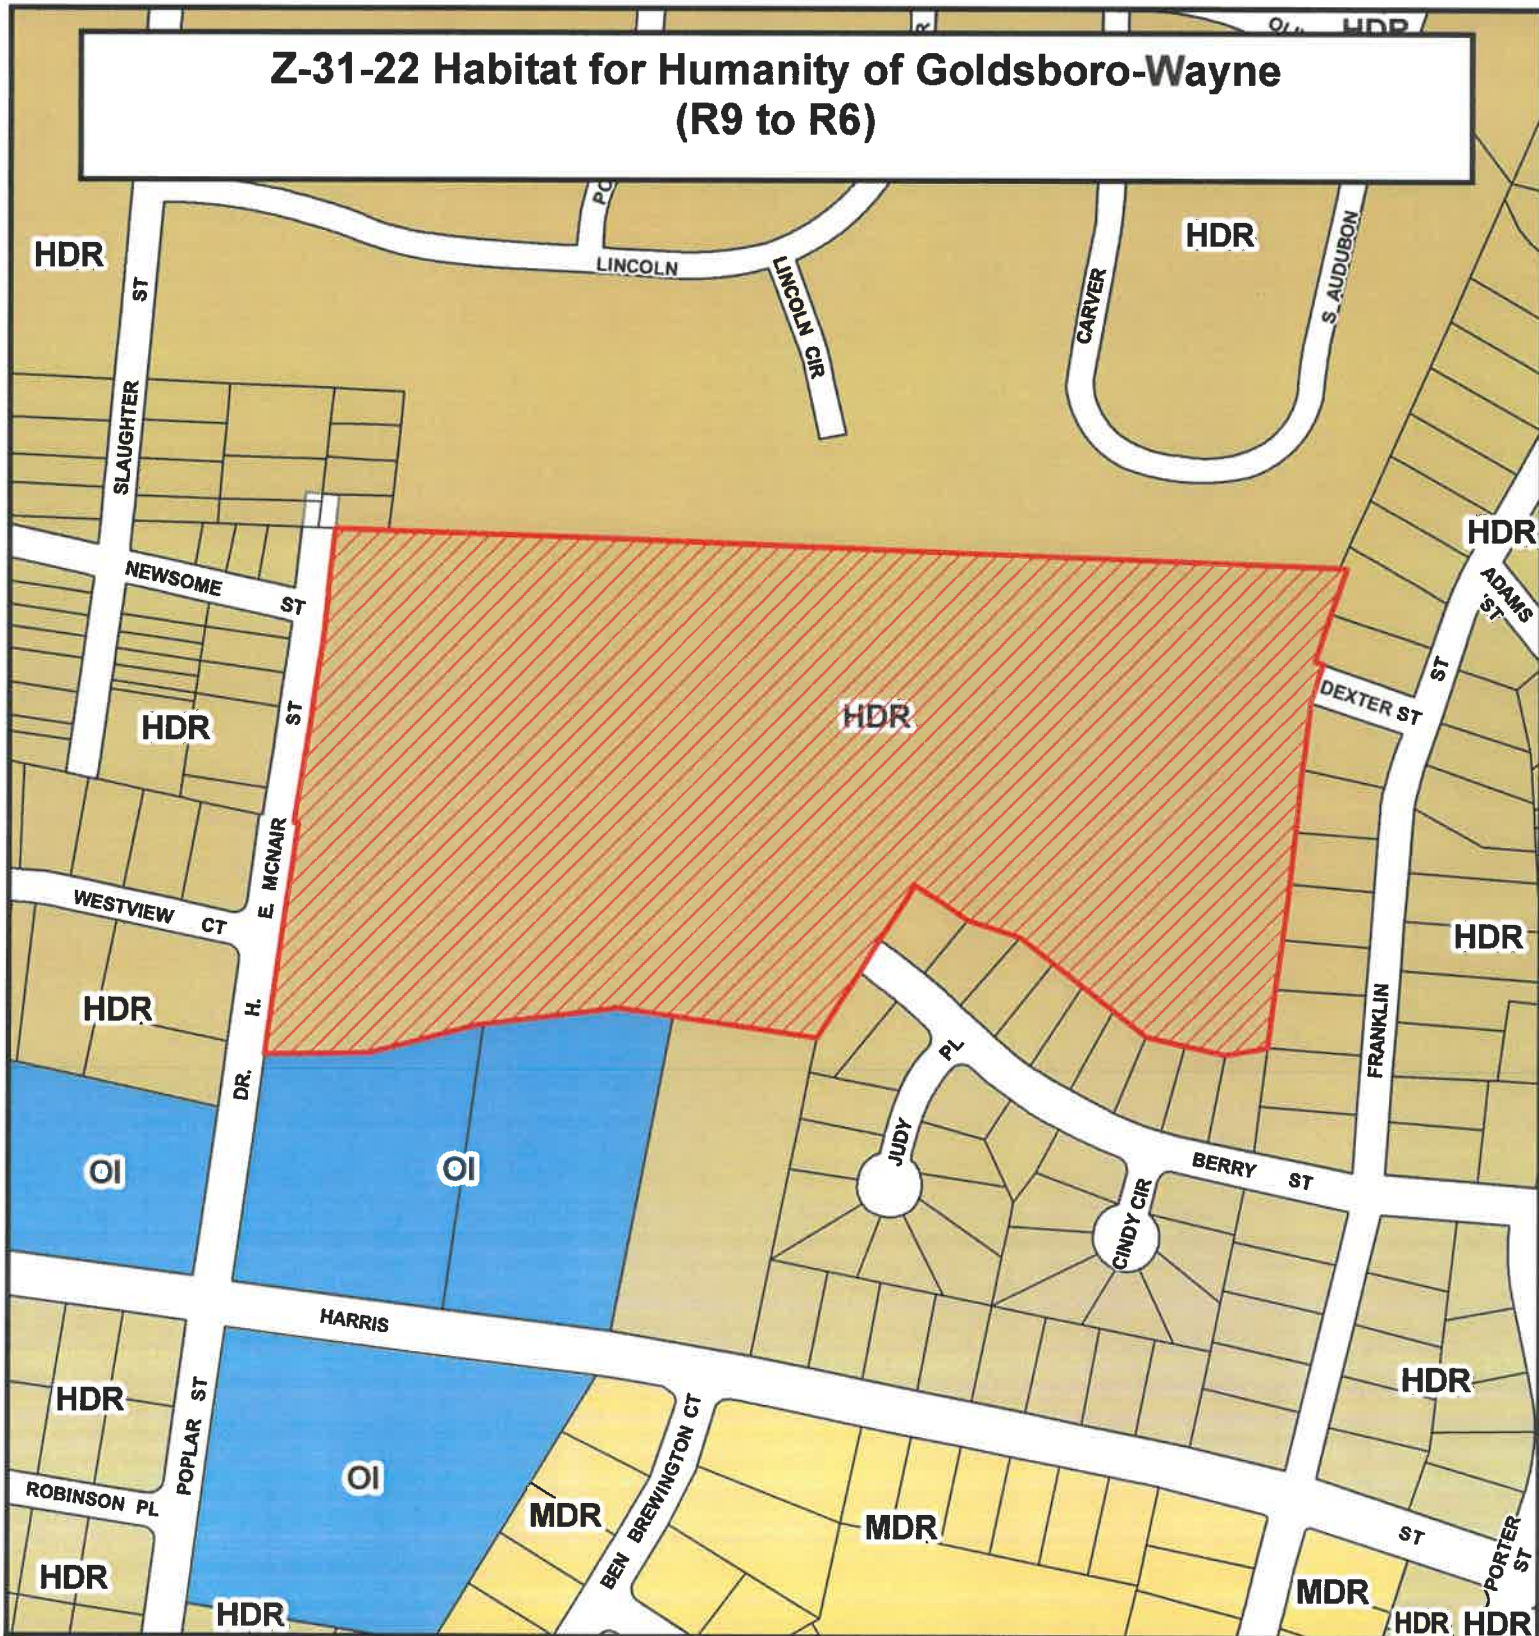 Z-31-22 Habitat for Humanity of Goldsboro-Wayne
(R9 to R6)
HDR
HDR
HDR
LINCOLN
LINCOLN CIR
CARVER
S AUDUBON
SLAUGHTER ST
NEWSOME ST
HDR
ADAMS ST
HDR
HDR
DEXTER ST
WESTVIEW CT
DR. H. E. MCNAIR ST
HDR
HDR
FRANKLIN ST
JUDY PL
OI
OI
BERRY ST
CINDY CIR
HARRIS ST
HDR
POPLAR ST
HDR
ROBINSON PL
OI
MDR
BEN BREWINGTON CT
MDR
PORTER ST
HDR
HDR
MDR
HDR
HDR